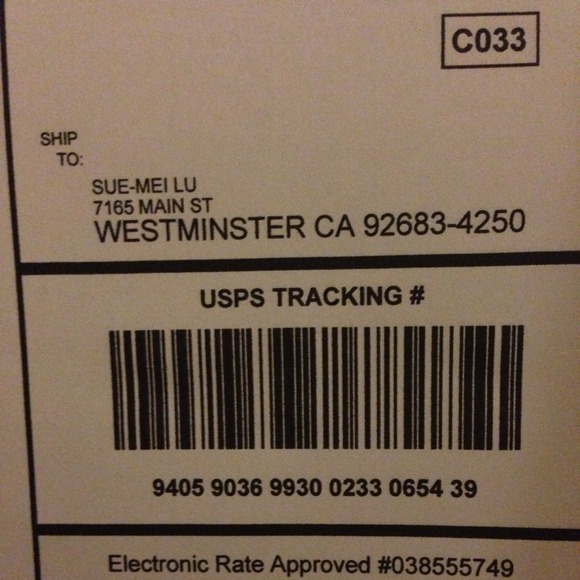 C033
SHIP
TO:
SUE-MEI LU
7165 MAIN ST
WESTMINSTER CA 92683-4250
USPS TRACKING #
9405 9036 9930 0233 0654 39
Electronic Rate Approved #038555749